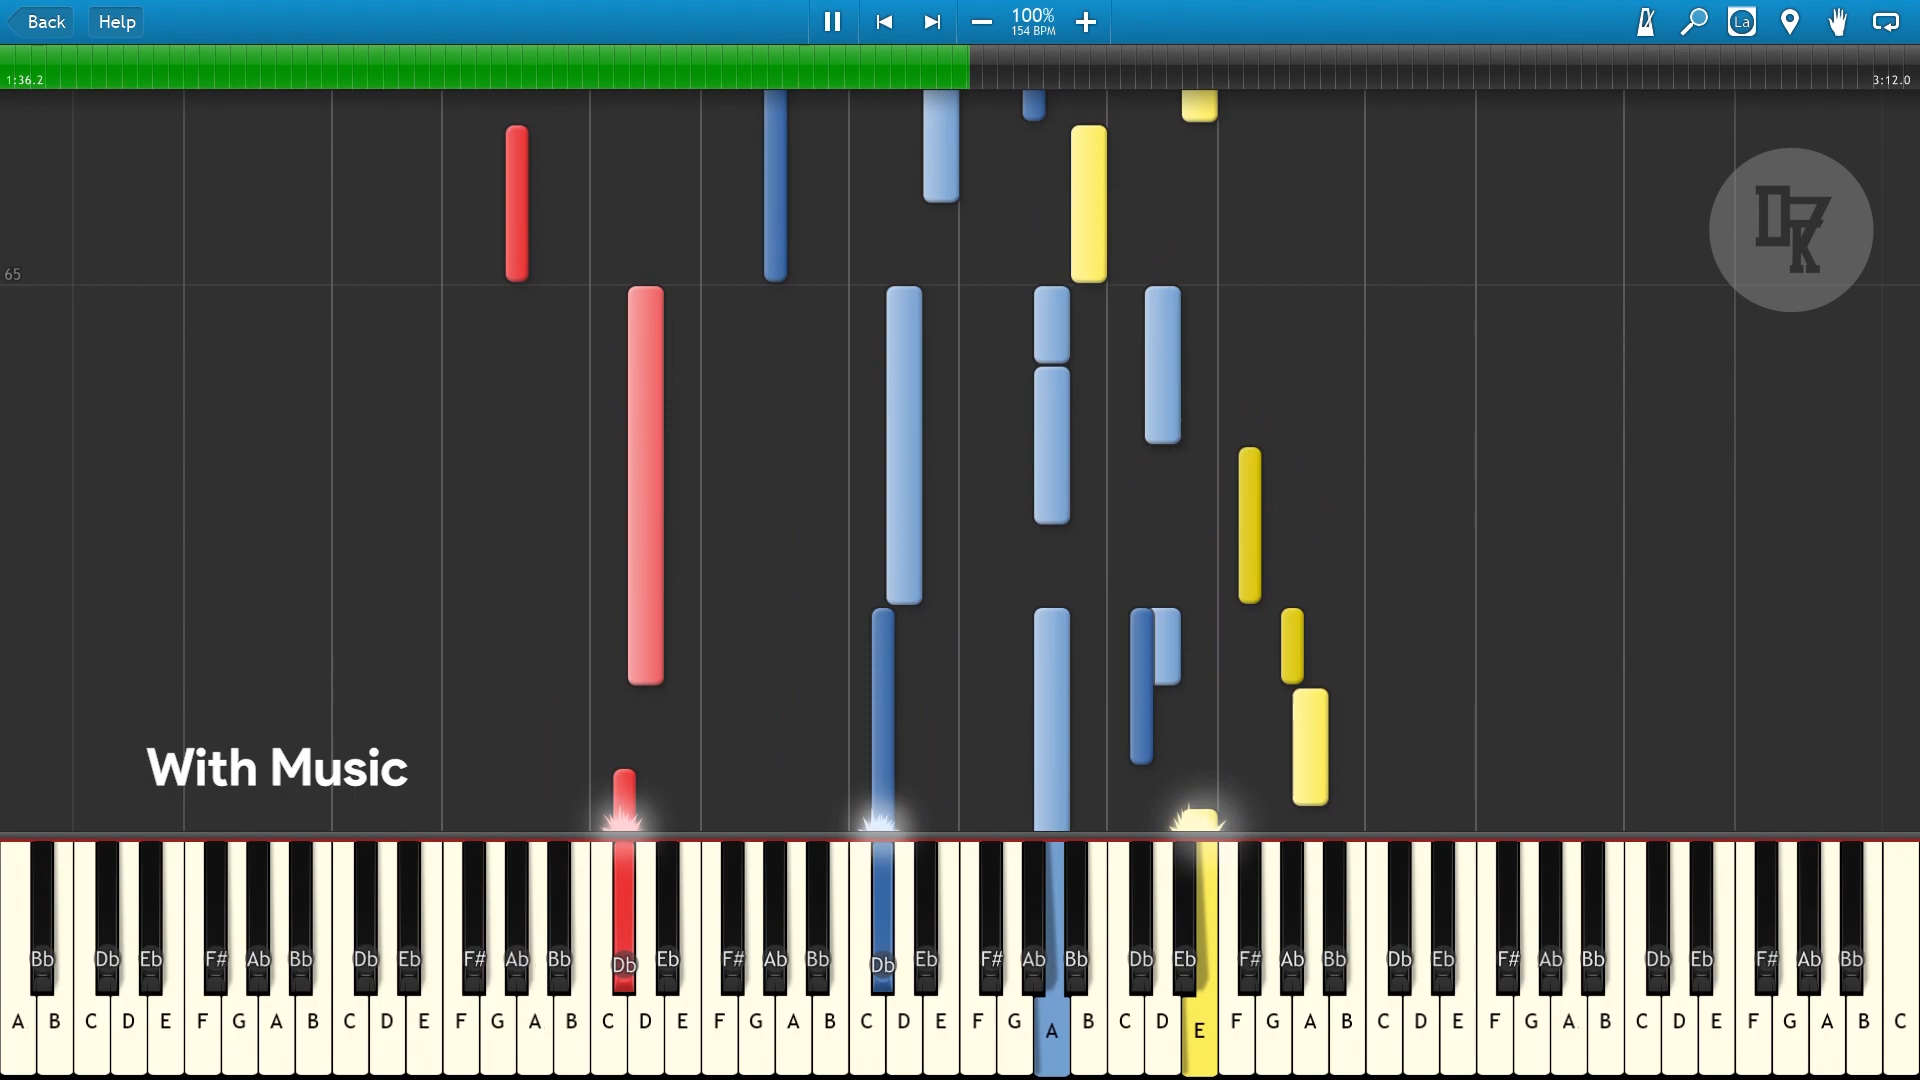 Back Help 100% La
154 BPM
1:36.2 3:12.0
D7K
65
With Music
Bb Db Eb F# Ab Bb Db Eb F# Ab Bb Db Eb F# Ab Bb Db Eb F# Ab Bb Db Eb F# Ab Bb Db Eb F# Ab Bb Db Eb F# Ab Bb
A B C D E F G A B C D E F G A B C D E F G A B C D E F G A B C D E F G A B C D E F G A B C D E F G A B C